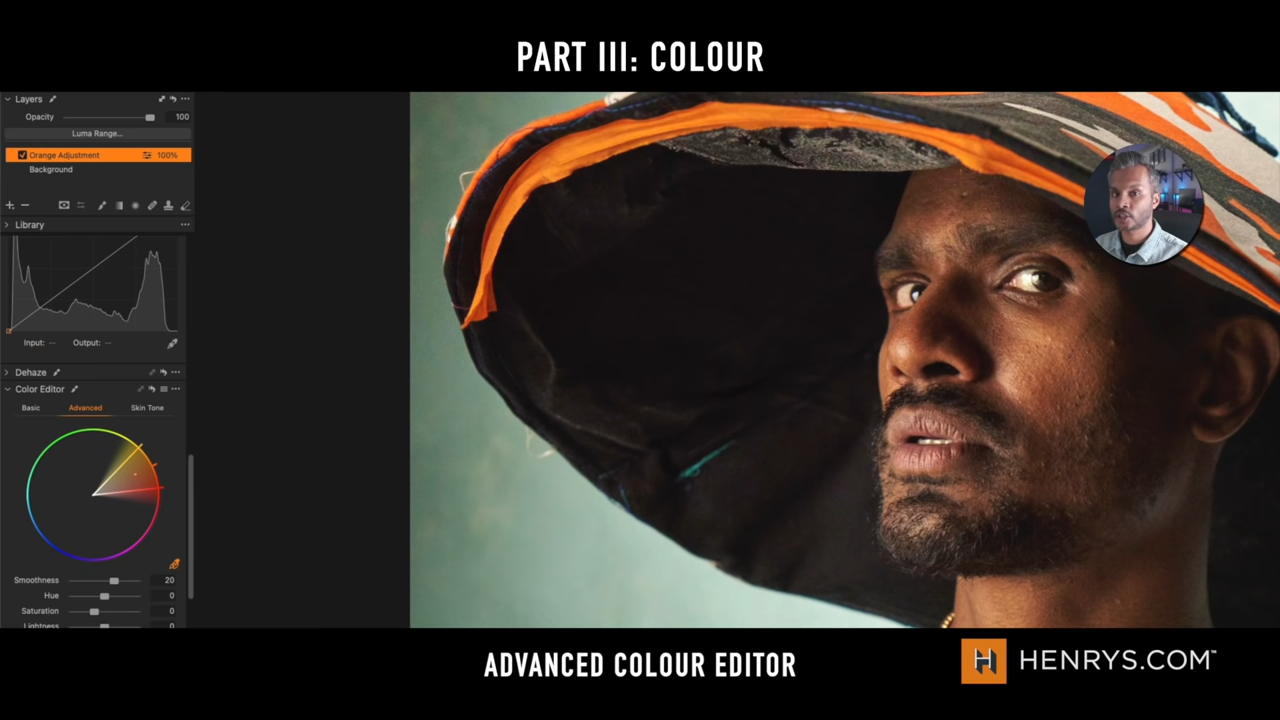 PART III: COLOUR
Layers
Opacity 100
Luma Range...
Orange Adjustment 100%
Background
Library
Input: -- Output: --
Dehaze
Color Editor
Basic Advanced Skin Tone
Smoothness 20
Hue 0
Saturation 0
Lightness 0
ADVANCED COLOUR EDITOR
H HENRYS.COM™